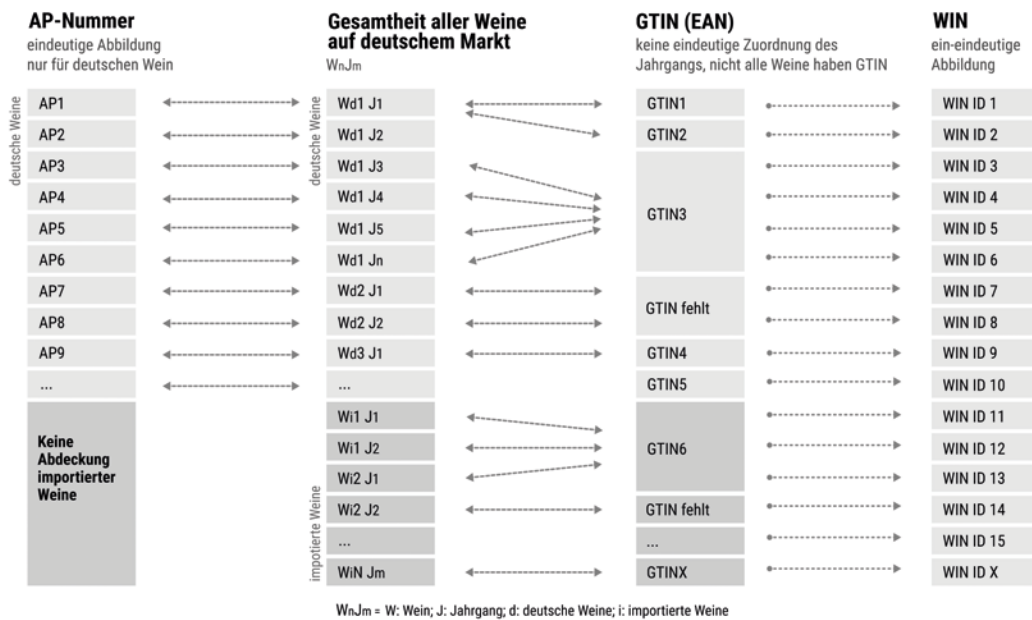 AP-Nummer
eindeutige Abbildung
nur für deutschen Wein
deutsche Weine
AP1
AP2
AP3
AP4
AP5
AP6
AP7
AP8
AP9
...
Keine
Abdeckung
importierter
Weine
Gesamtheit aller Weine
auf deutschem Markt
WnJm
deutsche Weine
Wd1 J1
Wd1 J2
Wd1 J3
Wd1 J4
Wd1 J5
Wd1 Jn
Wd2 J1
Wd2 J2
Wd3 J1
...
impotierte Weine
Wi1 J1
Wi1 J2
Wi2 J1
Wi2 J2
...
WiN Jm
GTIN (EAN)
keine eindeutige Zuordnung des
Jahrgangs, nicht alle Weine haben GTIN
GTIN1
GTIN2
GTIN3
GTIN fehlt
GTIN4
GTIN5
GTIN6
GTIN fehlt
...
GTINX
WIN
ein-eindeutige
Abbildung
WIN ID 1
WIN ID 2
WIN ID 3
WIN ID 4
WIN ID 5
WIN ID 6
WIN ID 7
WIN ID 8
WIN ID 9
WIN ID 10
WIN ID 11
WIN ID 12
WIN ID 13
WIN ID 14
WIN ID 15
WIN ID X
WnJm = W: Wein; J: Jahrgang; d: deutsche Weine; i: importierte Weine